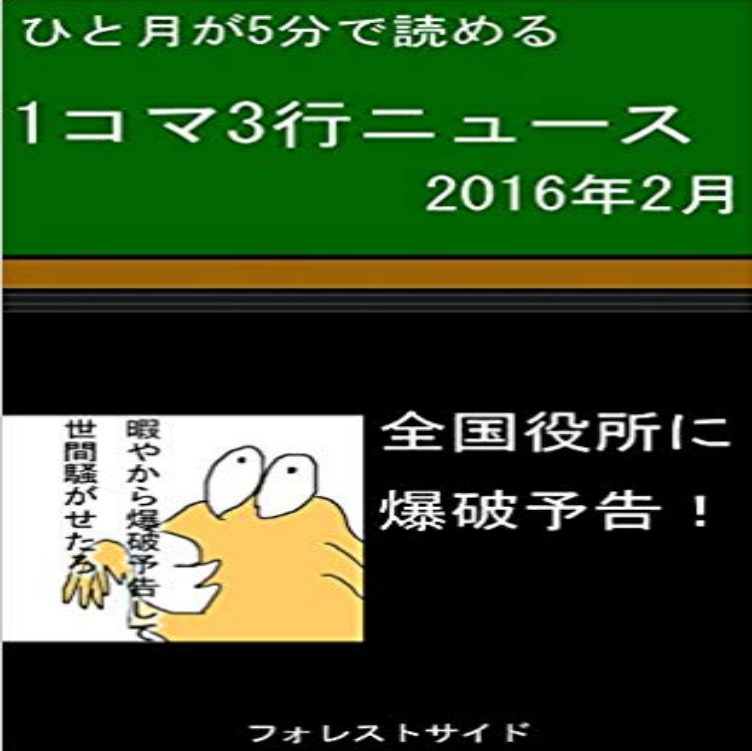 ひと月が5分で読める
1コマ3行ニュース
2016年2月
全国役所に
爆破予告！
暇やから爆破予告して
世間騒がせたろ
フォレストサイド